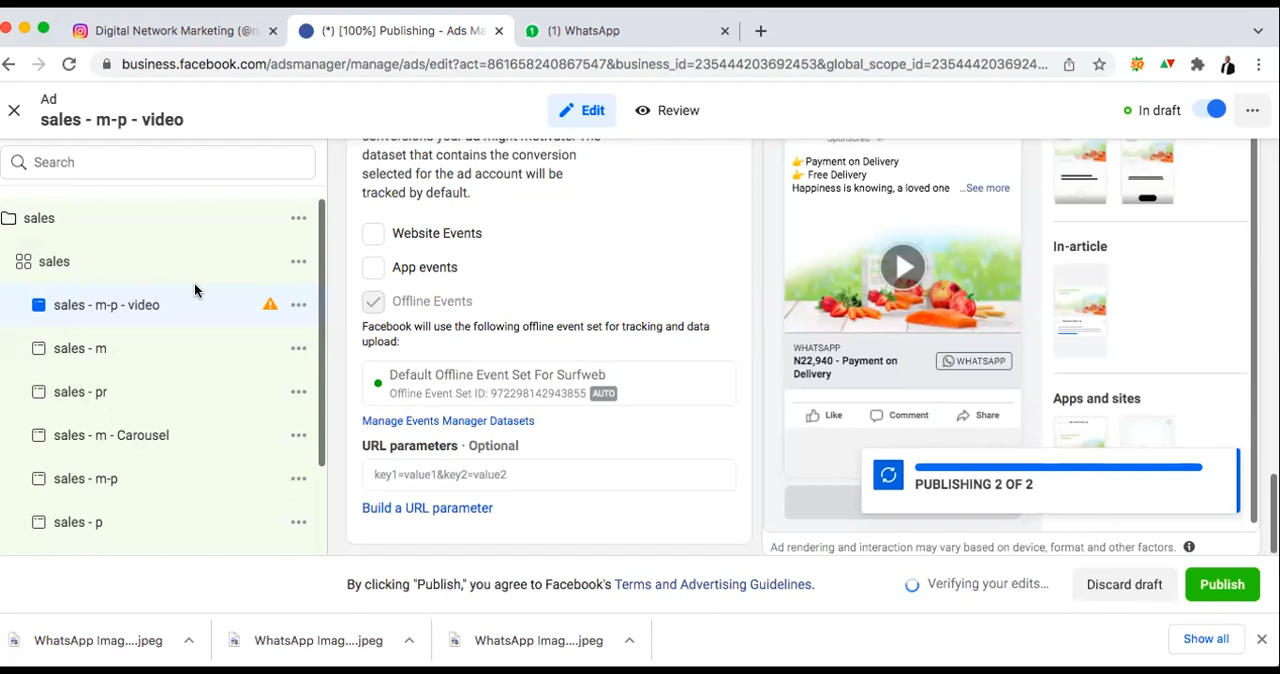 Digital Network Marketing (@n
(*) [100%] Publishing - Ads Ma
(1) WhatsApp
business.facebook.com/adsmanager/manage/ads/edit?act=861658240867547&business_id=235444203692453&global_scope_id=2354442036924...
Ad
sales - m-p - video
Edit
Review
In draft
Search
sales
sales
sales - m-p - video
sales - m
sales - pr
sales - m - Carousel
sales - m-p
sales - p
conversions your ad might motivate. The
dataset that contains the conversion
selected for the ad account will be
tracked by default.
Website Events
App events
Offline Events
Facebook will use the following offline event set for tracking and data
upload:
Default Offline Event Set For Surfweb
Offline Event Set ID: 972298142943855 AUTO
Manage Events Manager Datasets
URL parameters · Optional
key1=value1&key2=value2
Build a URL parameter
Sponsored
👉Payment on Delivery
👉 Free Delivery
Happiness is knowing, a loved one ...See more
WHATSAPP
N22,940 - Payment on
Delivery
WHATSAPP
Like Comment Share
In-article
Apps and sites
PUBLISHING 2 OF 2
Ad rendering and interaction may vary based on device, format and other factors.
By clicking "Publish," you agree to Facebook's Terms and Advertising Guidelines.
Verifying your edits...
Discard draft
Publish
WhatsApp Imag....jpeg
WhatsApp Imag....jpeg
WhatsApp Imag....jpeg
Show all